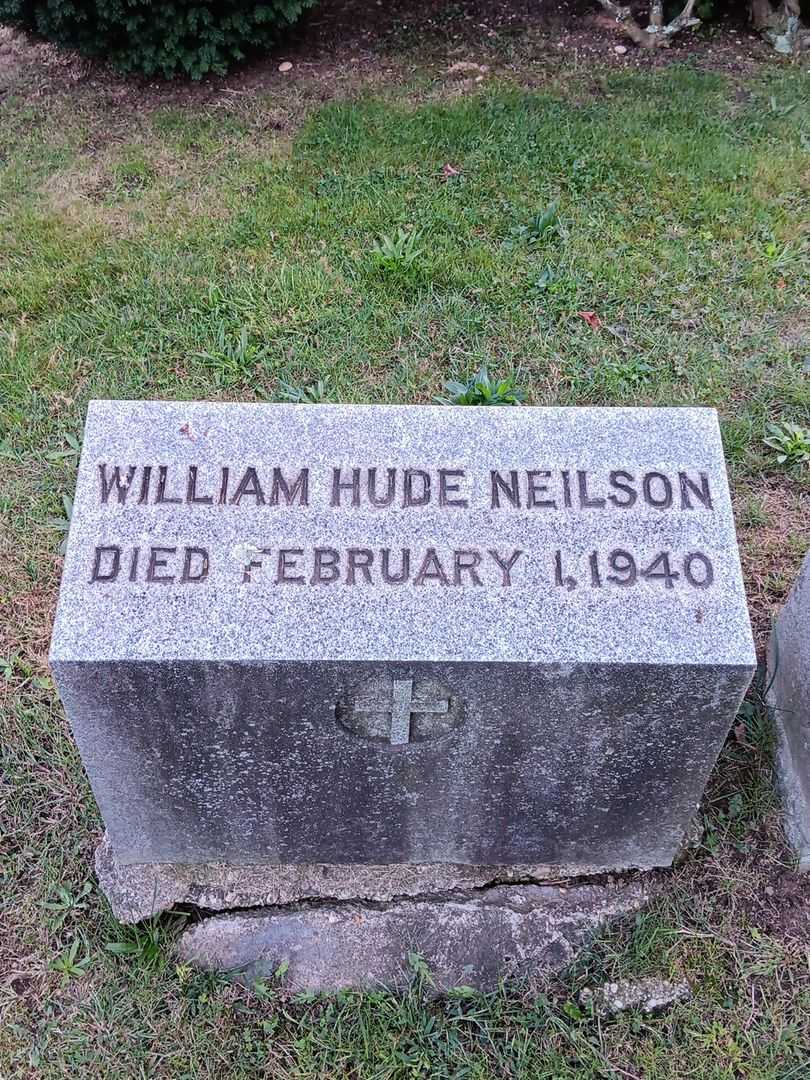 WILLIAM HUDE NEILSON
DIED FEBRUARY 1, 1940